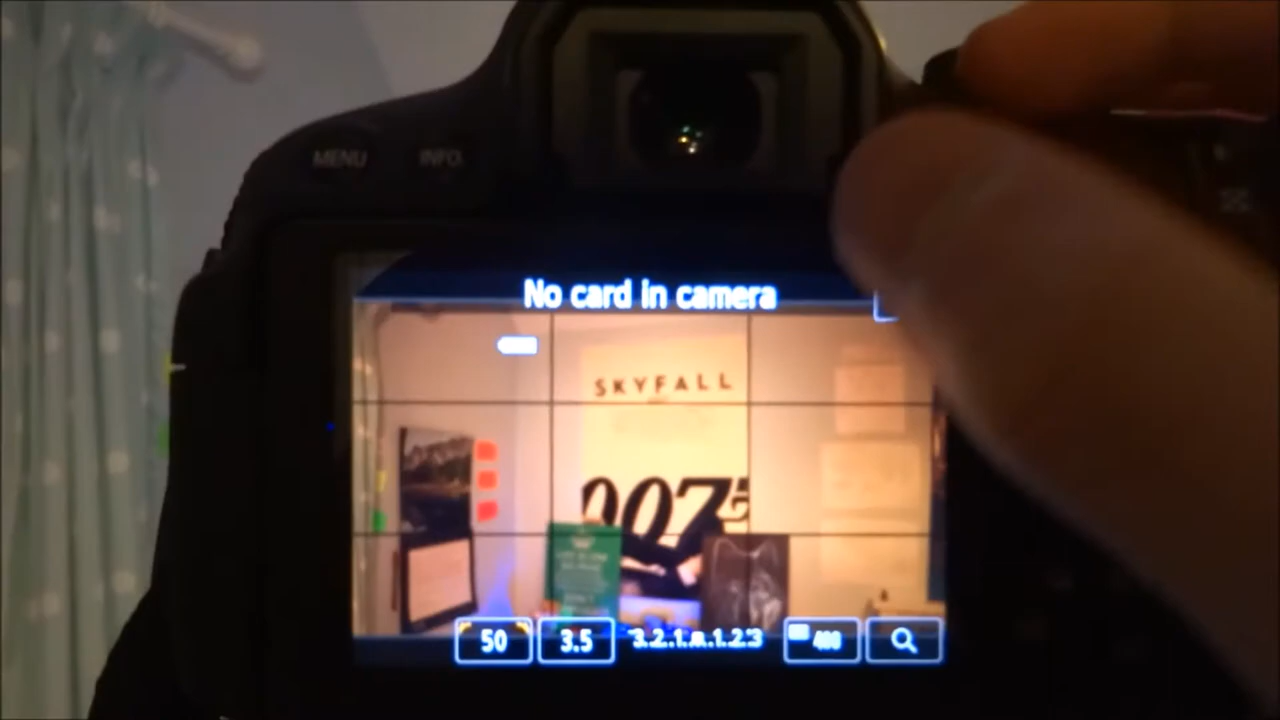 MENU INFO.
No card in camera
SKYFALL
007
50 3.5 3..2..1..0..1..2..3 400